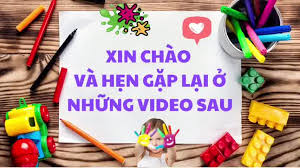 XIN CHÀO
VÀ HẸN GẶP LẠI Ở
NHỮNG VIDEO SAU